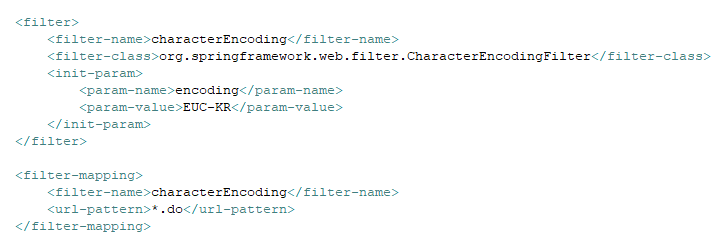 <filter>
    <filter-name>characterEncoding</filter-name>
    <filter-class>org.springframework.web.filter.CharacterEncodingFilter</filter-class>
    <init-param>
        <param-name>encoding</param-name>
        <param-value>EUC-KR</param-value>
    </init-param>
</filter>

<filter-mapping>
    <filter-name>characterEncoding</filter-name>
    <url-pattern>*.do</url-pattern>
</filter-mapping>